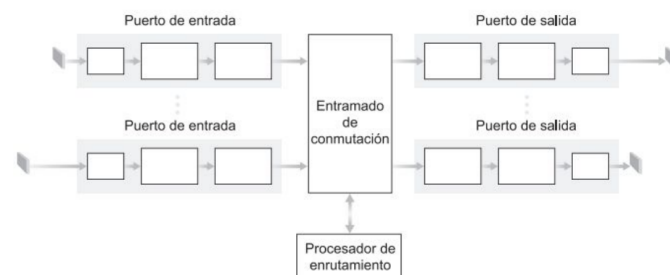 Puerto de entrada
Puerto de salida
Entramado
de
conmutación
Puerto de entrada
Puerto de salida
Procesador de
enrutamiento